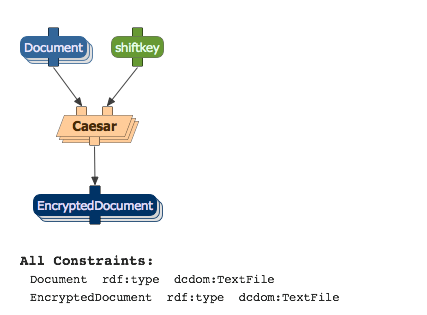 Document shiftkey
Caesar
EncryptedDocument
All Constraints:
Document rdf:type dcdom:TextFile
EncryptedDocument rdf:type dcdom:TextFile